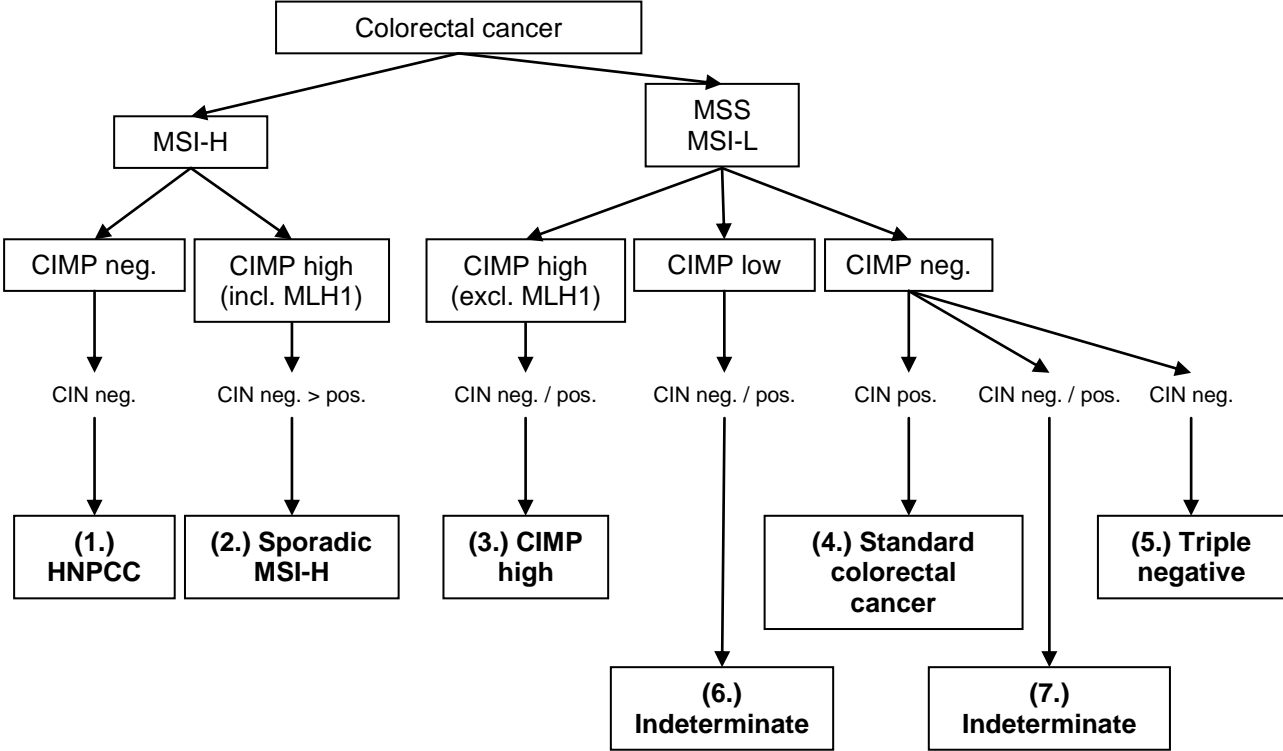 Colorectal cancer
MSI-H
MSS
MSI-L
CIMP neg.
CIMP high
(incl. MLH1)
CIMP high
(excl. MLH1)
CIMP low
CIMP neg.
CIN neg.
CIN neg. > pos.
CIN neg. / pos.
CIN neg. / pos.
CIN pos.
CIN neg. / pos.
CIN neg.
(1.)
HNPCC
(2.) Sporadic
MSI-H
(3.) CIMP
high
(4.) Standard
colorectal
cancer
(5.) Triple
negative
(6.)
Indeterminate
(7.)
Indeterminate